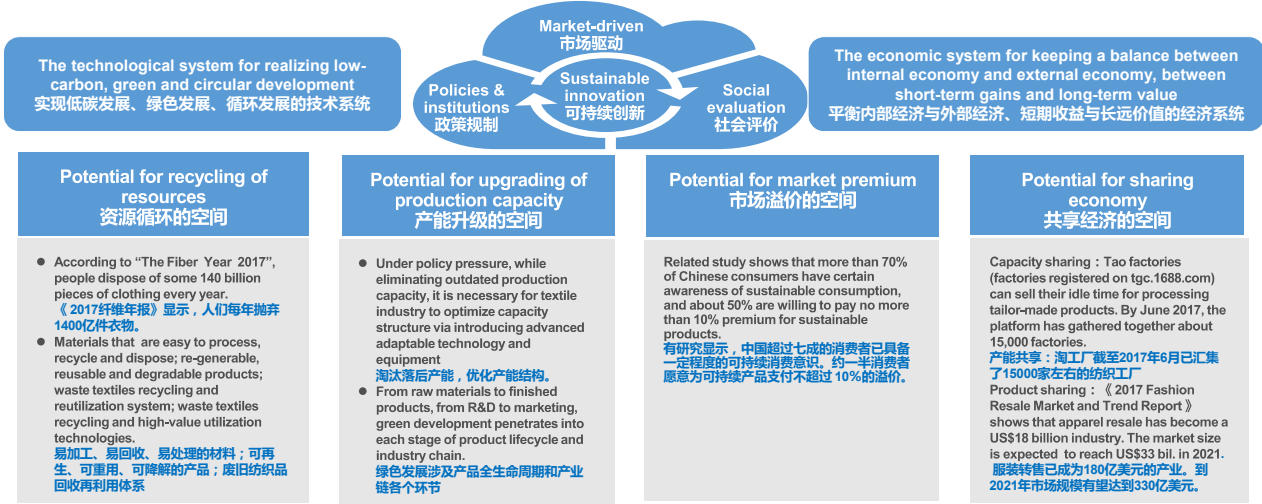 Market-driven
市场驱动
The technological system for realizing low-
carbon, green and circular development
实现低碳发展、绿色发展、循环发展的技术系统
Policies &
institutions
政策规制
Sustainable
innovation
可持续创新
Social
evaluation
社会评价
The economic system for keeping a balance between
internal economy and external economy, between
short-term gains and long-term value
平衡内部经济与外部经济、短期收益与长远价值的经济系统
Potential for recycling of
resources
资源循环的空间
● According to “The Fiber Year 2017”,
people dispose of some 140 billion
pieces of clothing every year.
《 2017纤维年报》显示，人们每年抛弃
1400亿件衣物。
● Materials that are easy to process,
recycle and dispose; re-generable,
reusable and degradable products;
waste textiles recycling and
reutilization system; waste textiles
recycling and high-value utilization
technologies.
易加工、易回收、易处理的材料；可再
生、可重用、可降解的产品；废旧纺织品
回收再利用体系
Potential for upgrading of
production capacity
产能升级的空间
● Under policy pressure, while
eliminating outdated production
capacity, it is necessary for textile
industry to optimize capacity
structure via introducing advanced
adaptable technology and
equipment
淘汰落后产能，优化产能结构。
● From raw materials to finished
products, from R&D to marketing,
green development penetrates into
each stage of product lifecycle and
industry chain.
绿色发展涉及产品全生命周期和产业
链各个环节
Potential for market premium
市场溢价的空间
Related study shows that more than 70%
of Chinese consumers have certain
awareness of sustainable consumption,
and about 50% are willing to pay no more
than 10% premium for sustainable
products.
有研究显示，中国超过七成的消费者已具备
一定程度的可持续消费意识。约一半消费者
愿意为可持续产品支付不超过 10%的溢价。
Potential for sharing
economy
共享经济的空间
Capacity sharing：Tao factories
(factories registered on tgc.1688.com)
can sell their idle time for processing
tailor-made products. By June 2017, the
platform has gathered together about
15,000 factories.
产能共享：淘工厂截至2017年6月已汇集
了15000家左右的纺织工厂
Product sharing：《 2017 Fashion
Resale Market and Trend Report 》
shows that apparel resale has become a
US$18 billion industry. The market size
is expected to reach US$33 bil. in 2021.
服装转售已成为180亿美元的产业。到
2021年市场规模有望达到330亿美元。